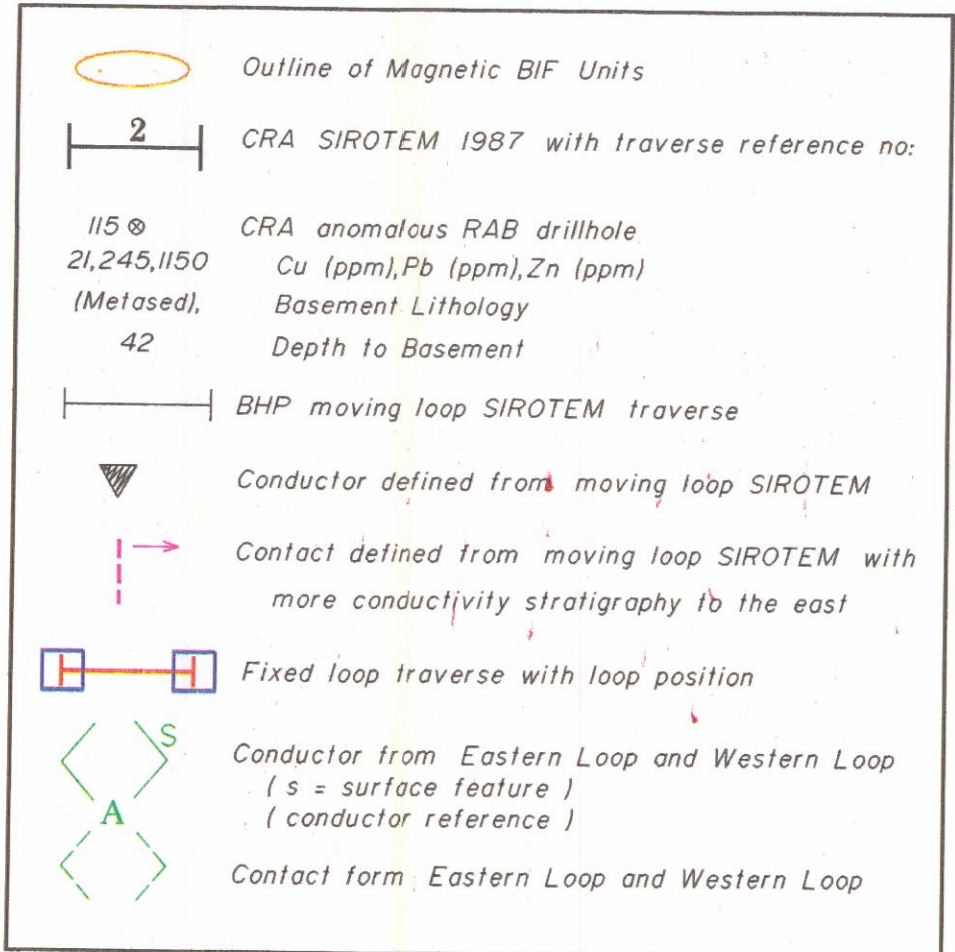 Outline of Magnetic BIF Units
2 CRA SIROTEM 1987 with traverse reference no:
115 ⊗ CRA anomalous RAB drillhole
21,245,1150 Cu (ppm), Pb (ppm), Zn (ppm)
(Metased), Basement Lithology
42 Depth to Basement
BHP moving loop SIROTEM traverse
Conductor defined from moving loop SIROTEM
Contact defined from moving loop SIROTEM with
more conductivity stratigraphy to the east
Fixed loop traverse with loop position
S
Conductor from Eastern Loop and Western Loop
( s = surface feature )
A ( conductor reference )
Contact form Eastern Loop and Western Loop